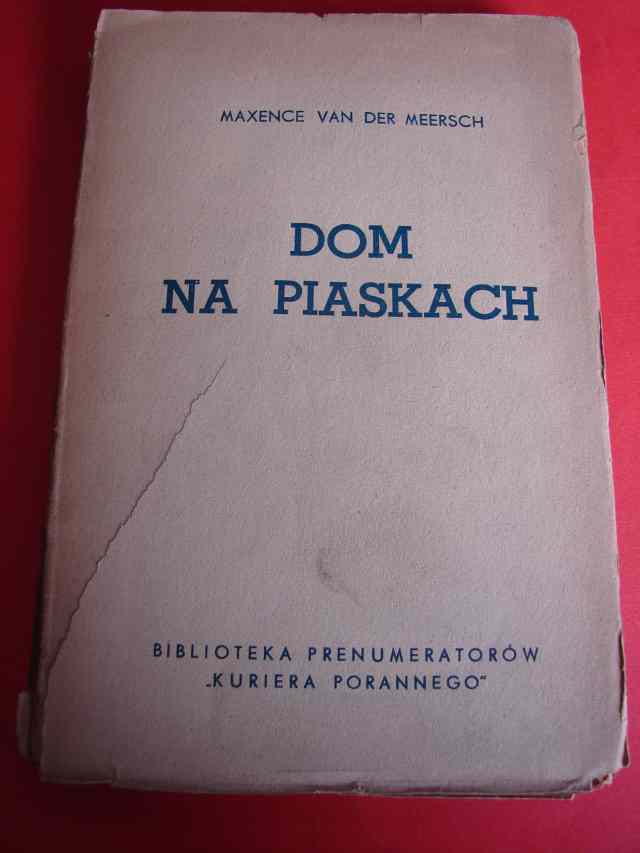 MAXENCE VAN DER MEERSCH
DOM
NA PIASKACH
BIBLIOTEKA PRENUMERATORÓW
„KURIERA PORANNEGO"